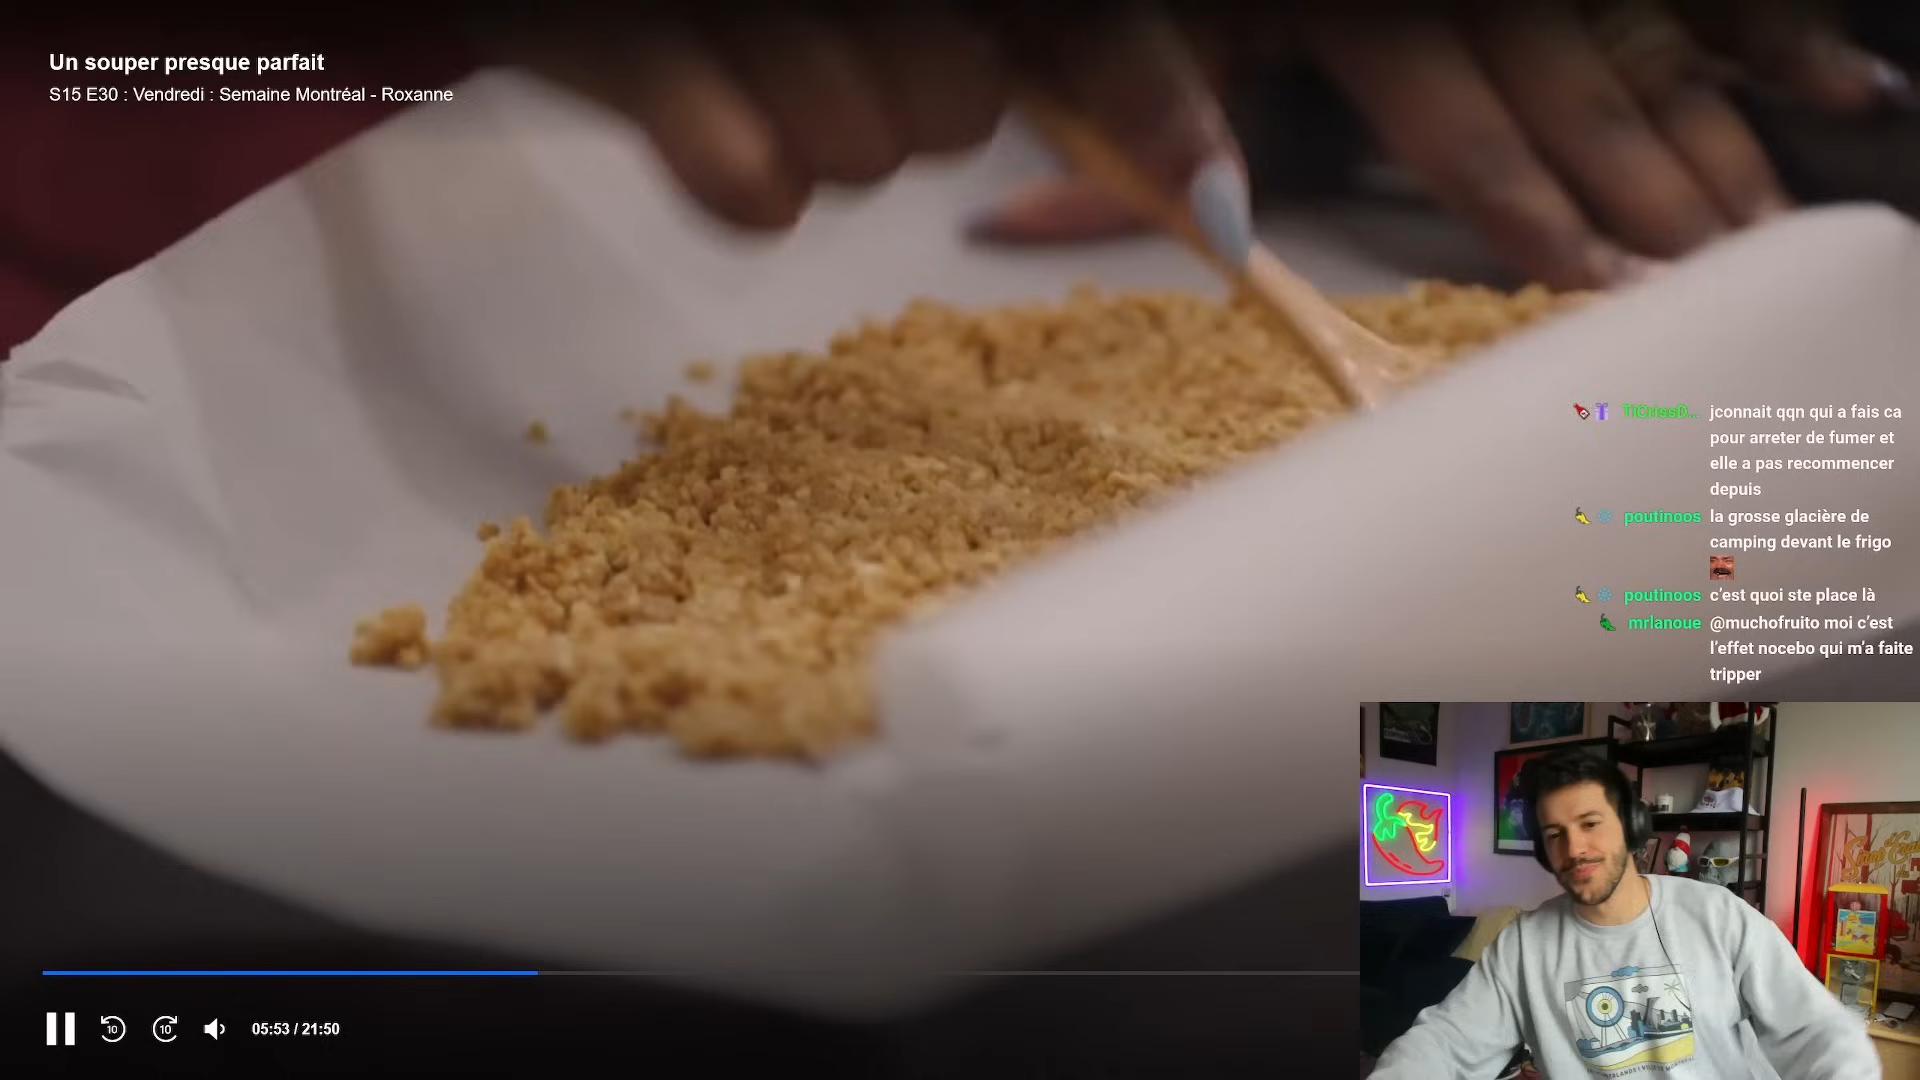 Un souper presque parfait
S15 E30 : Vendredi : Semaine Montréal - Roxanne
TiCrissD... jconnait qqn qui a fais ca
pour arreter de fumer et
elle a pas recommencer
depuis
poutinoos la grosse glacière de
camping devant le frigo
poutinoos c'est quoi ste place là
mrlanoue @muchofruito moi c'est
l'effet nocebo qui m'a faite
tripper
10
10
05:53 / 21:50